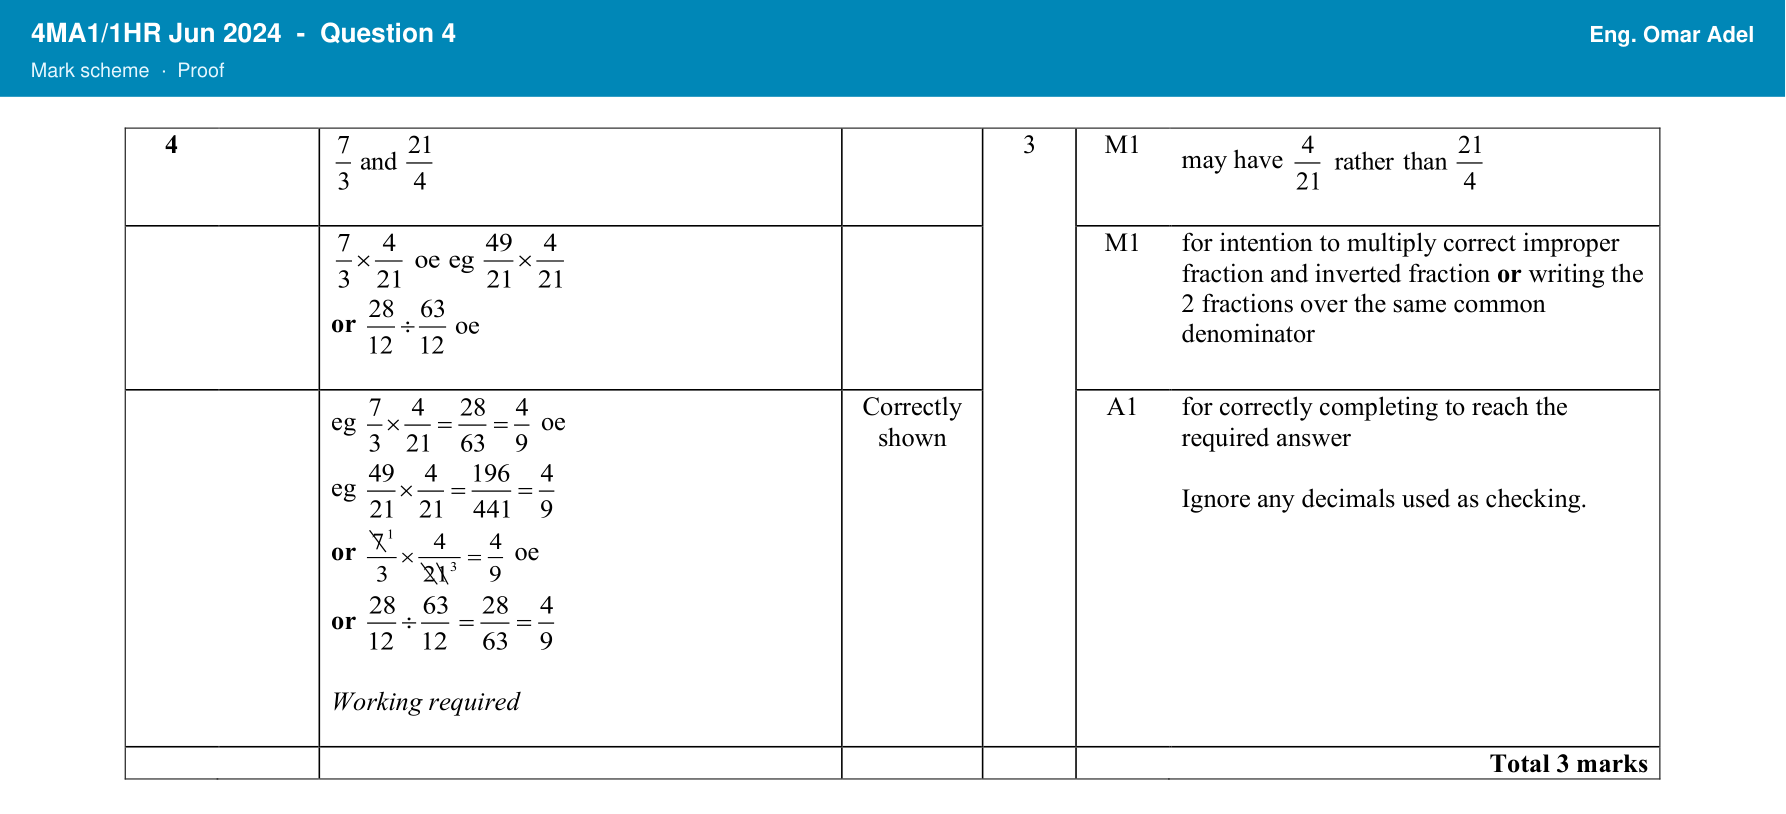 4MA1/1HR Jun 2024 - Question 4
Eng. Omar Adel
Mark scheme · Proof
4
7/3 and 21/4
3
M1
may have 4/21 rather than 21/4
7/3 × 4/21 oe eg 49/21 × 4/21
or 28/12 ÷ 63/12 oe
M1
for intention to multiply correct improper
fraction and inverted fraction or writing the
2 fractions over the same common
denominator
eg 7/3 × 4/21 = 28/63 = 4/9 oe
eg 49/21 × 4/21 = 196/441 = 4/9
or 7̸¹/3 × 4/2̸1̸³ = 4/9 oe
or 28/12 ÷ 63/12 = 28/63 = 4/9
Working required
Correctly
shown
A1
for correctly completing to reach the
required answer
Ignore any decimals used as checking.
Total 3 marks